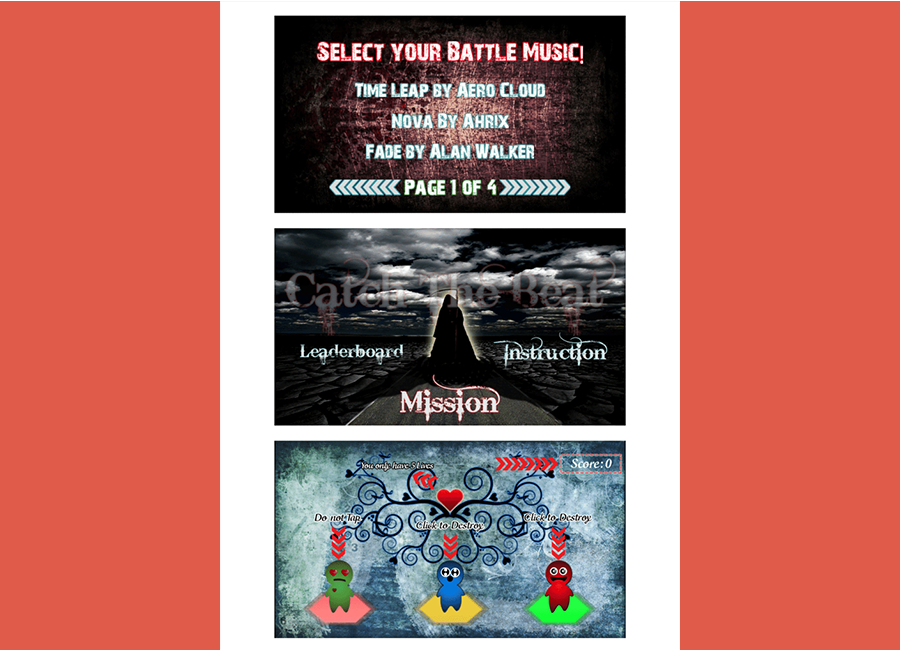 Select your Battle Music!
Time Leap by Aero Cloud
Nova By Ahrix
Fade by Alan Walker
Page 1 of 4
Catch The Beat
Leaderboard
Instruction
Mission
You only have 5 Lives
Score: 0
Do not Tap
Click to Destroy
Click to Destroy
3